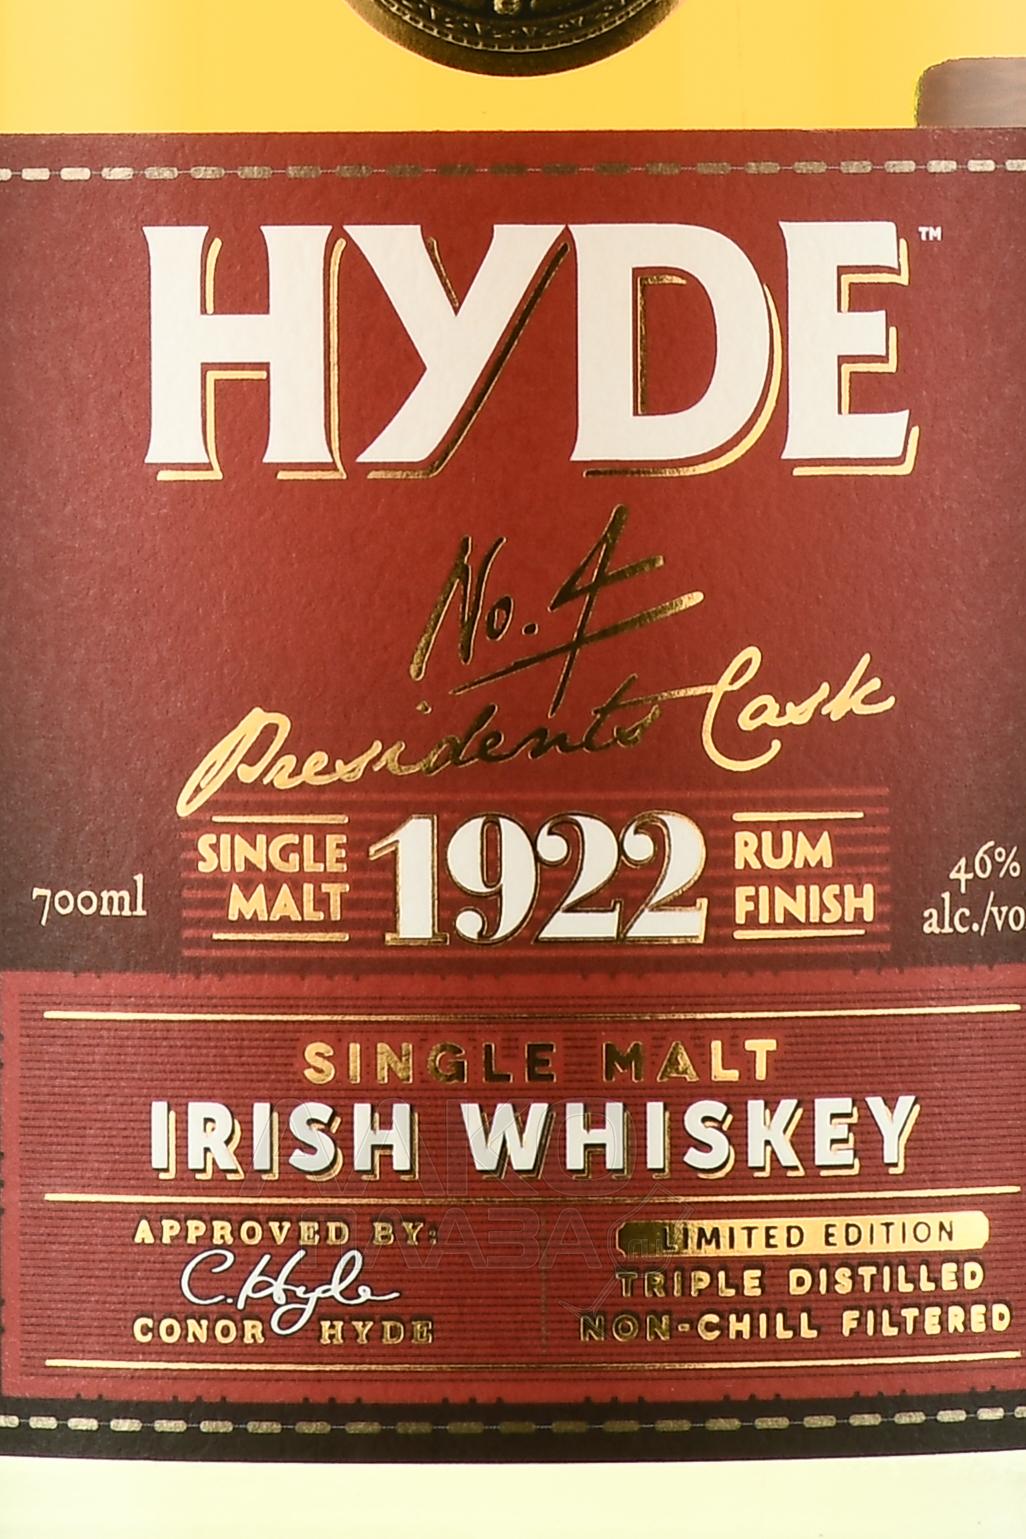 HYDE™
No. 4
Presidents Cask
SINGLE MALT
1922
RUM FINISH
700ml
46%
alc./vo
SINGLE MALT
IRISH WHISKEY
APPROVED BY:
C. Hyde
CONOR HYDE
LIMITED EDITION
TRIPLE DISTILLED
NON-CHILL FILTERED